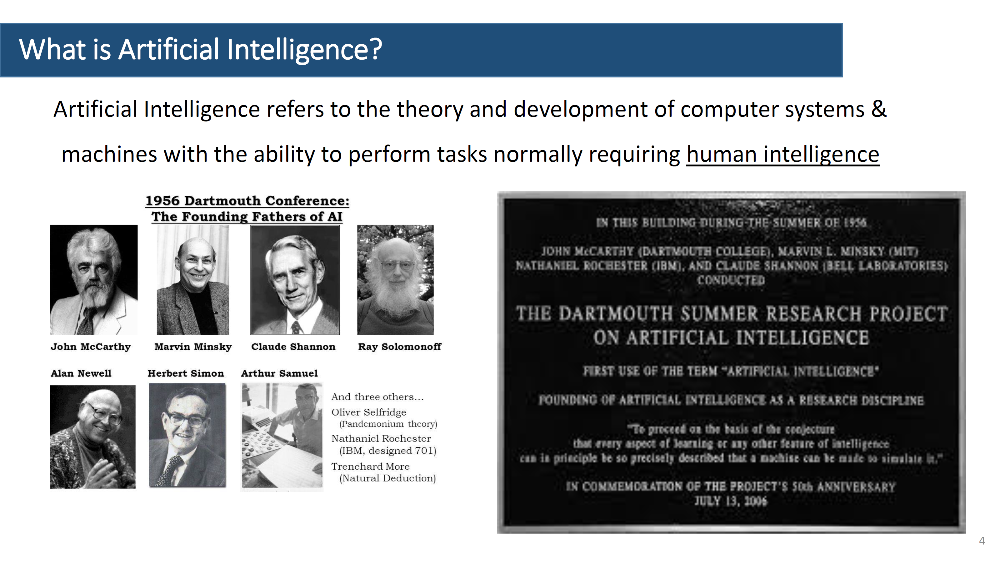 What is Artificial Intelligence?
Artificial Intelligence refers to the theory and development of computer systems &
machines with the ability to perform tasks normally requiring human intelligence
1956 Dartmouth Conference:
The Founding Fathers of AI
John McCarthy
Marvin Minsky
Claude Shannon
Ray Solomonoff
Alan Newell
Herbert Simon
Arthur Samuel
And three others...
Oliver Selfridge
(Pandemonium theory)
Nathaniel Rochester
(IBM, designed 701)
Trenchard More
(Natural Deduction)
IN THIS BUILDING DURING THE SUMMER OF 1956
JOHN McCARTHY (DARTMOUTH COLLEGE), MARVIN L. MINSKY (MIT)
NATHANIEL ROCHESTER (IBM), AND CLAUDE SHANNON (BELL LABORATORIES)
CONDUCTED
THE DARTMOUTH SUMMER RESEARCH PROJECT
ON ARTIFICIAL INTELLIGENCE
FIRST USE OF THE TERM "ARTIFICIAL INTELLIGENCE"
FOUNDING OF ARTIFICIAL INTELLIGENCE AS A RESEARCH DISCIPLINE
"To proceed on the basis of the conjecture
that every aspect of learning or any other feature of intelligence
can in principle be so precisely described that a machine can be made to simulate it."
IN COMMEMORATION OF THE PROJECT'S 50th ANNIVERSARY
JULY 13, 2006
4